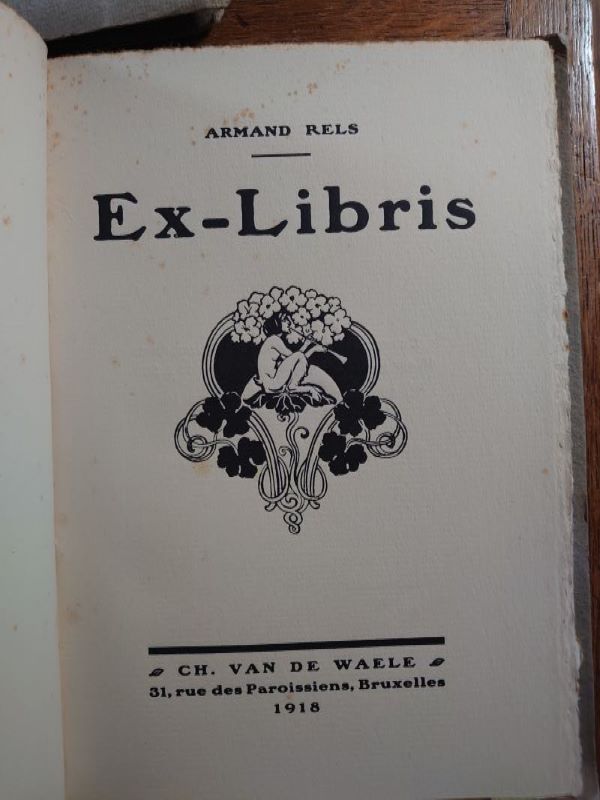 ARMAND RELS
Ex-Libris
CH. VAN DE WAELE
31, rue des Paroissiens, Bruxelles
1918